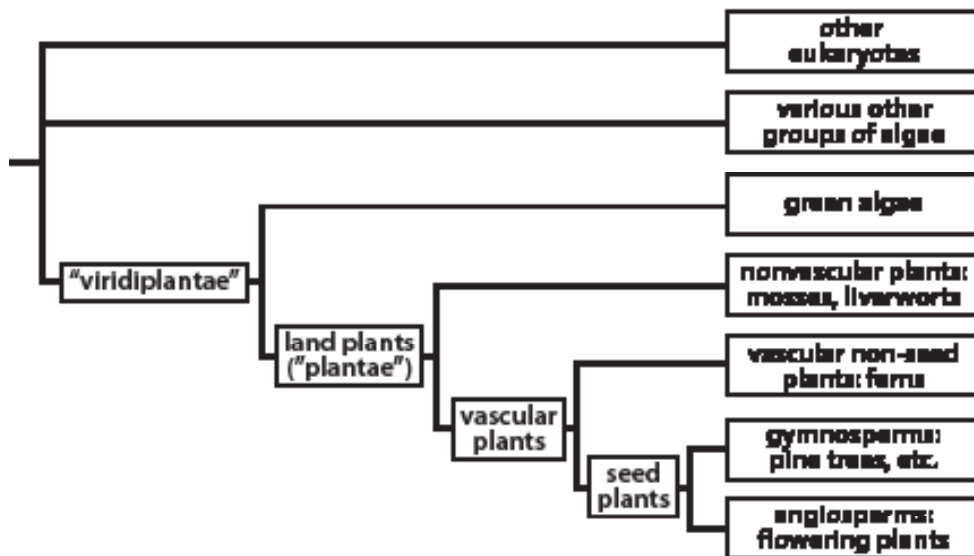 other
eukaryotes
various other
groups of algae
green algae
"viridiplantae"
nonvascular plants:
mosses, liverworts
land plants
("plantae")
vascular non-seed
plants: ferns
vascular
plants
gymnosperms:
pine trees, etc.
seed
plants
angiosperms:
flowering plants